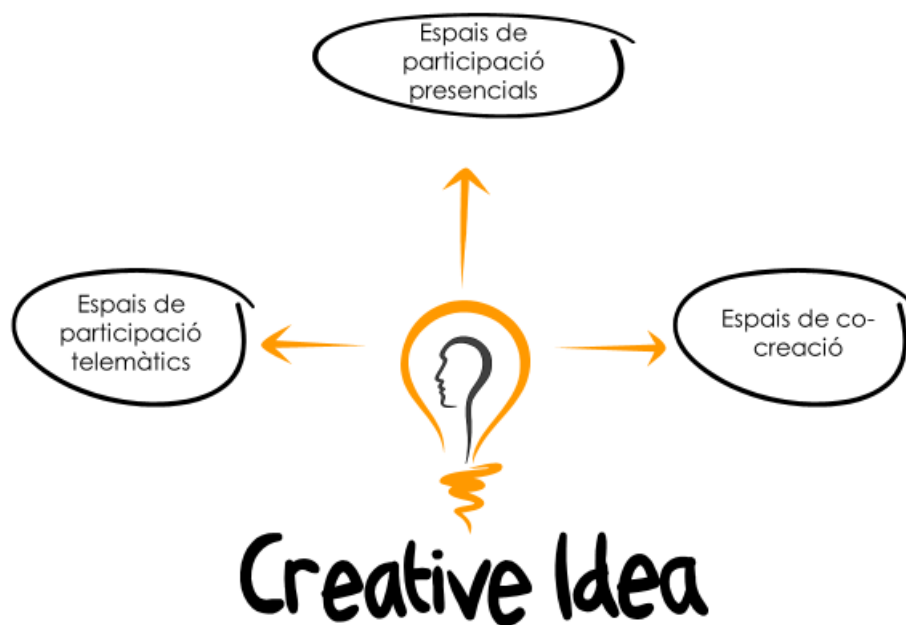 Espais de
participació
presencials
Espais de
participació
telemàtics
Espais de co-
creació
Creative Idea